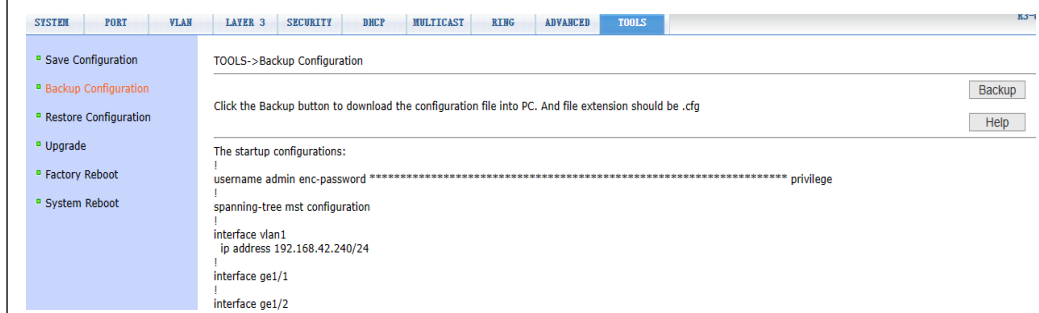 SYSTEM PORT VLAN LAYER 3 SECURITY DHCP MULTICAST RING ADVANCED TOOLS
Save Configuration
Backup Configuration
Restore Configuration
Upgrade
Factory Reboot
System Reboot
TOOLS->Backup Configuration
Click the Backup button to download the configuration file into PC. And file extension should be .cfg
Backup
Help
The startup configurations:
!
username admin enc-password ******************************************************************** privilege
!
spanning-tree mst configuration
!
interface vlan1
ip address 192.168.42.240/24
!
interface ge1/1
!
interface ge1/2